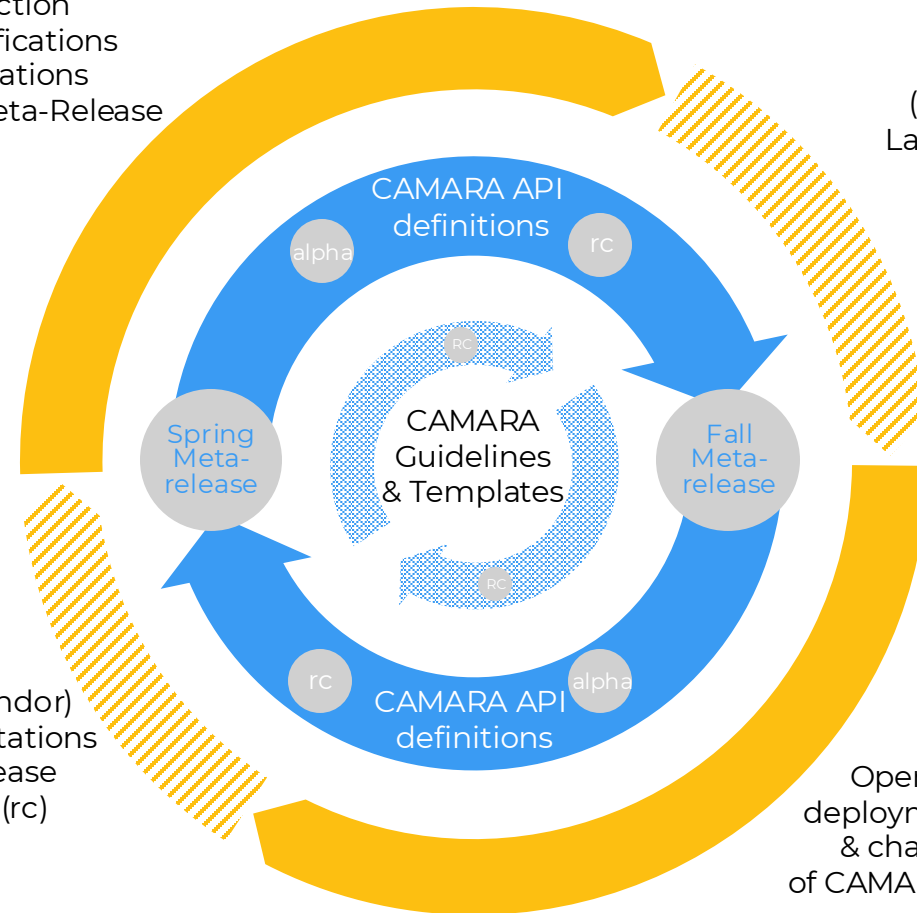 ction
fications
ations
eta-Release
(
La
CAMARA API
definitions
alpha
rc
RC
CAMARA
Guidelines
& Templates
Spring
Meta-
release
Fall
Meta-
release
RC
rc
alpha
CAMARA API
definitions
ndor)
tations
ease
(rc)
Oper
deployn
& cha
of CAMA